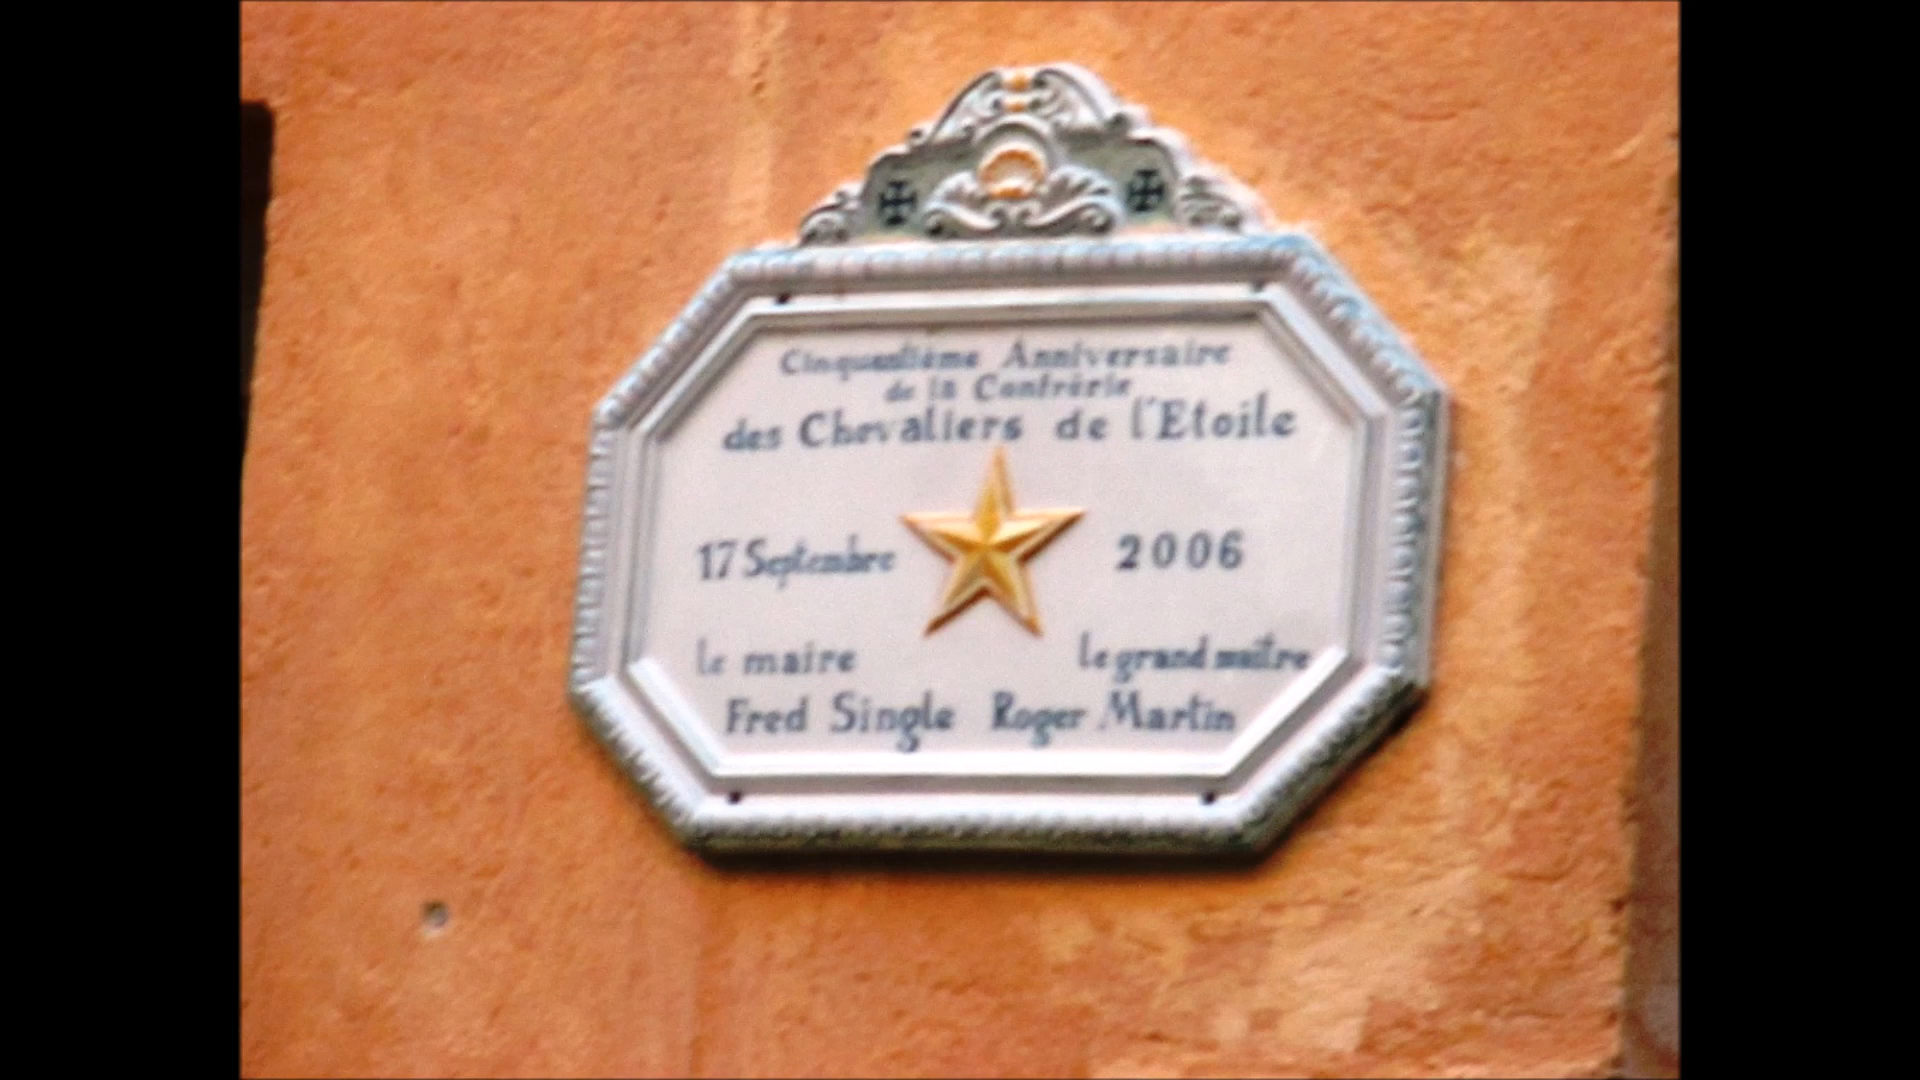 Cinquantième Anniversaire
de la Confrérie
des Chevaliers de l'Etoile
17 Septembre 2006
le maire le grand maître
Fred Single Roger Martin